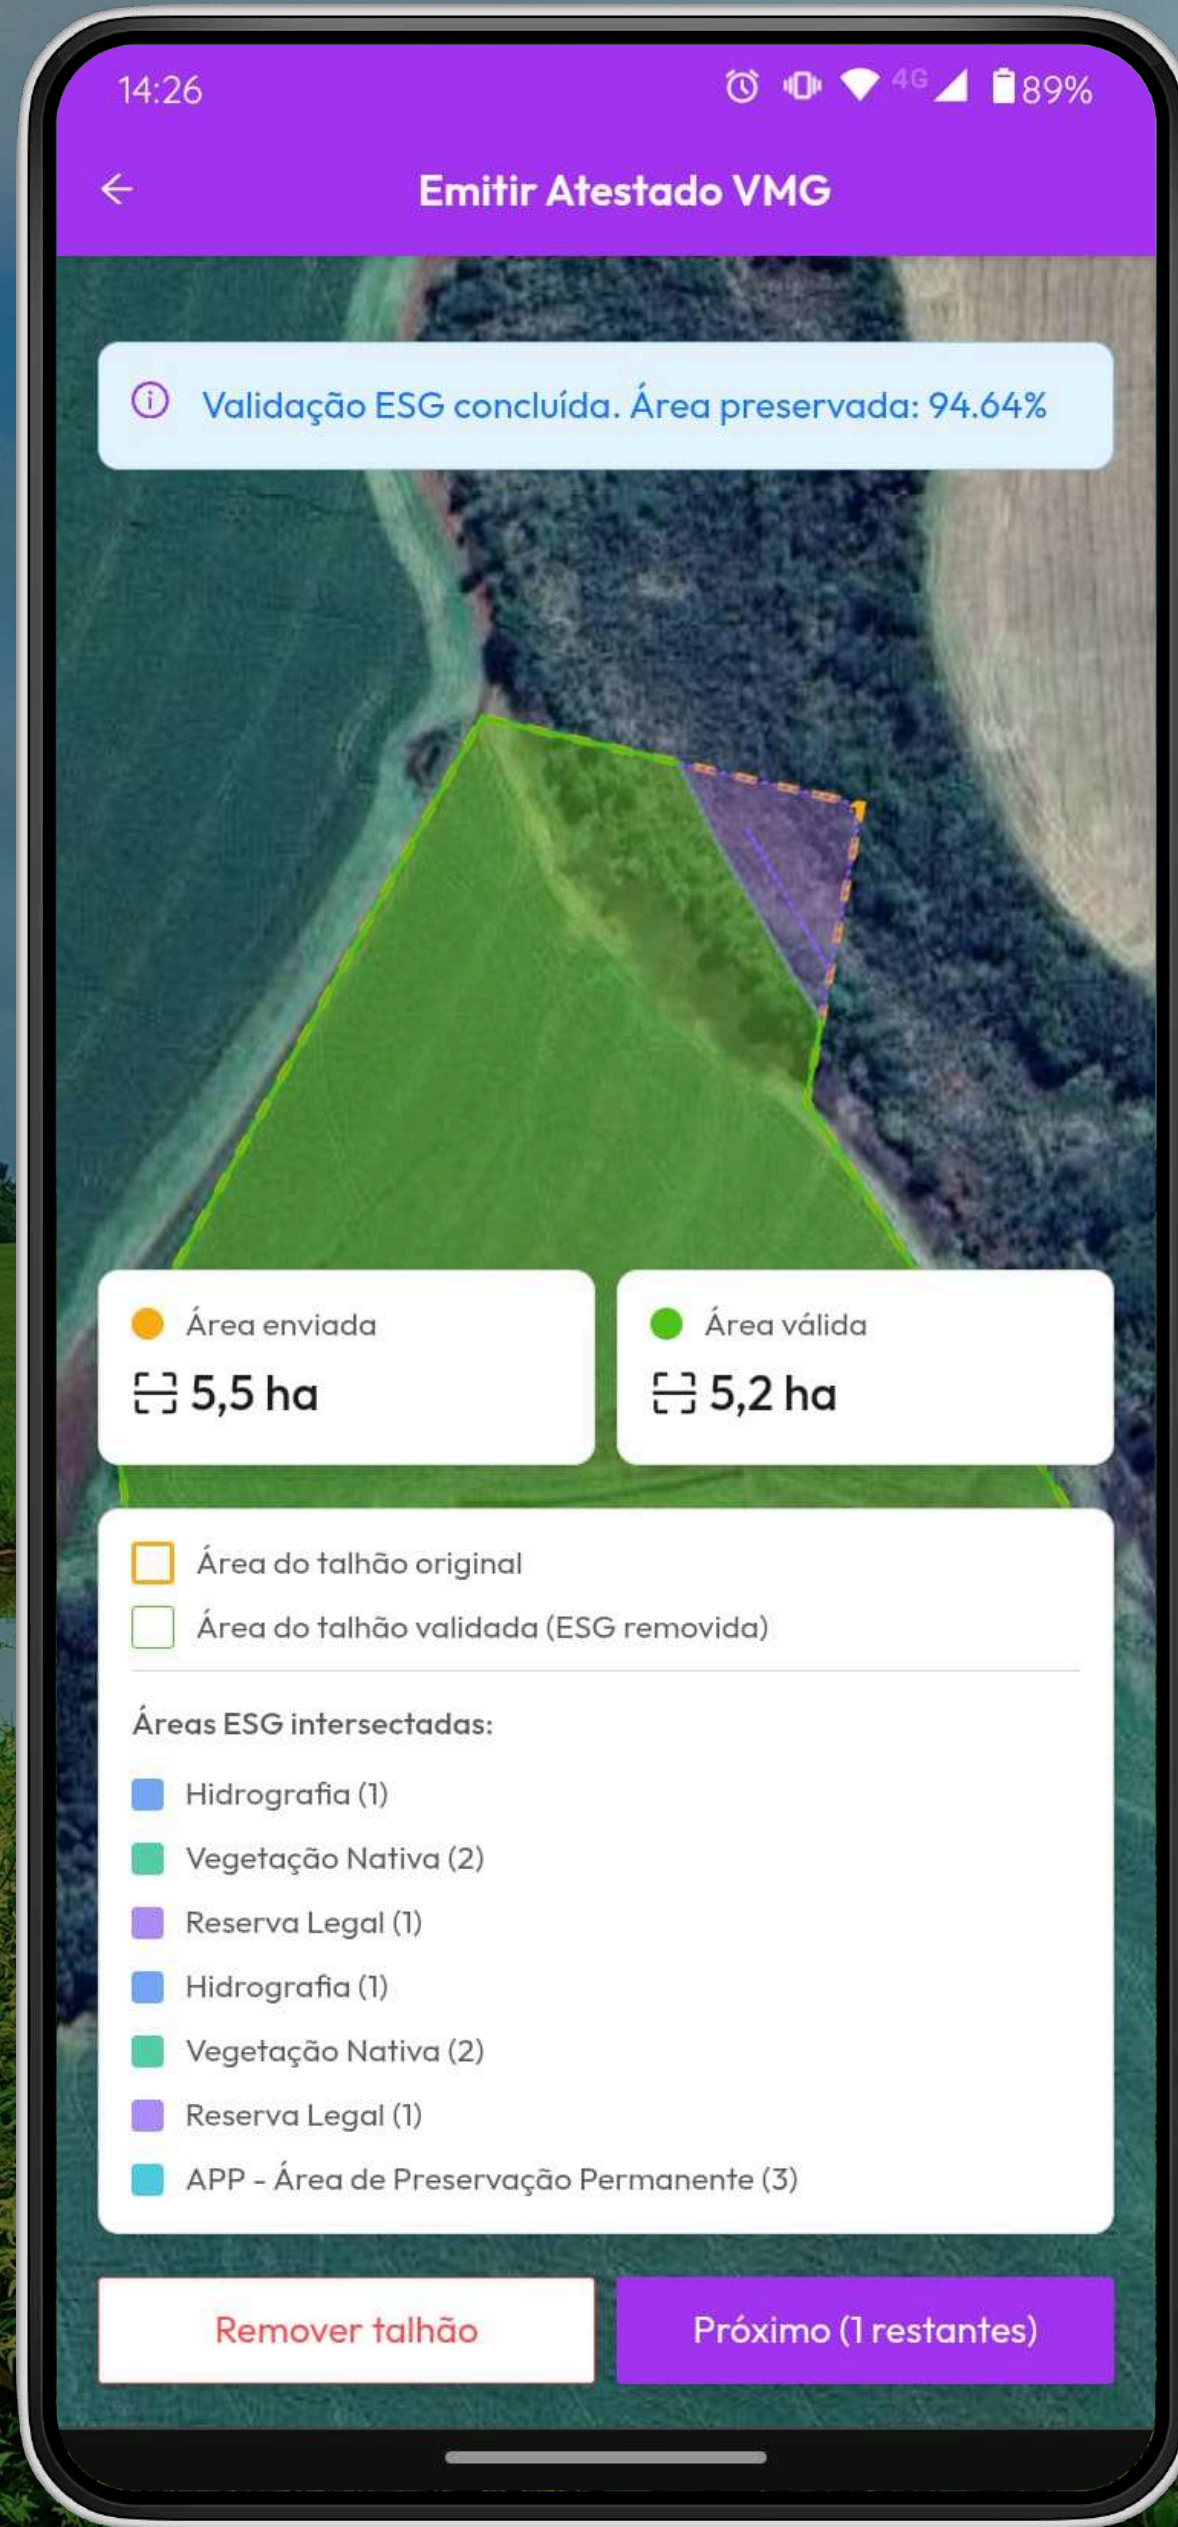 14:26
4G
89%
Emitir Atestado VMG
Validação ESG concluída. Área preservada: 94.64%
Área enviada
5,5 ha
Área válida
5,2 ha
Área do talhão original
Área do talhão validada (ESG removida)
Áreas ESG intersectadas:
Hidrografia (1)
Vegetação Nativa (2)
Reserva Legal (1)
Hidrografia (1)
Vegetação Nativa (2)
Reserva Legal (1)
APP - Área de Preservação Permanente (3)
Remover talhão
Próximo (1 restantes)